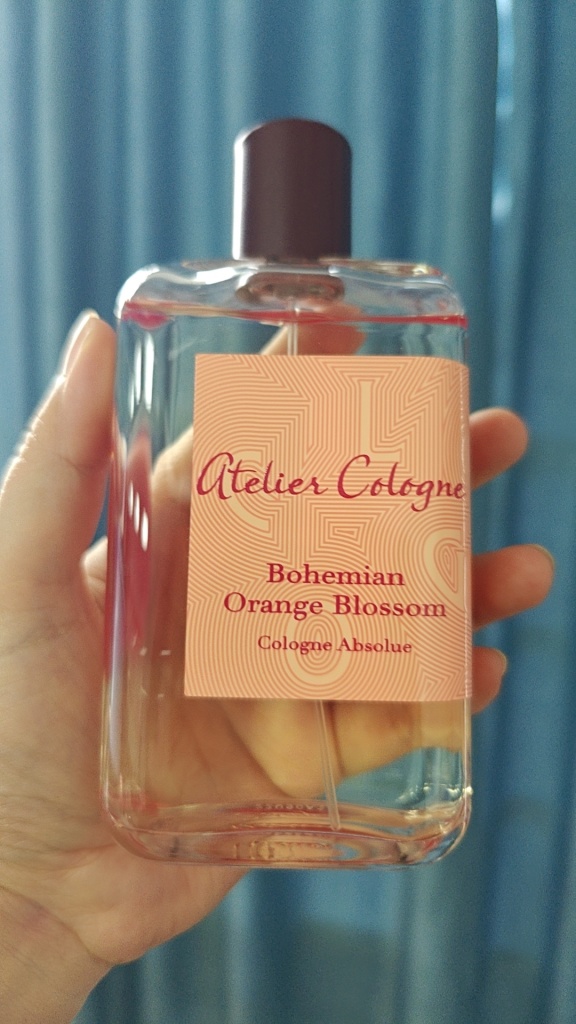 Atelier Cologne
Bohemian
Orange Blossom
Cologne Absolue